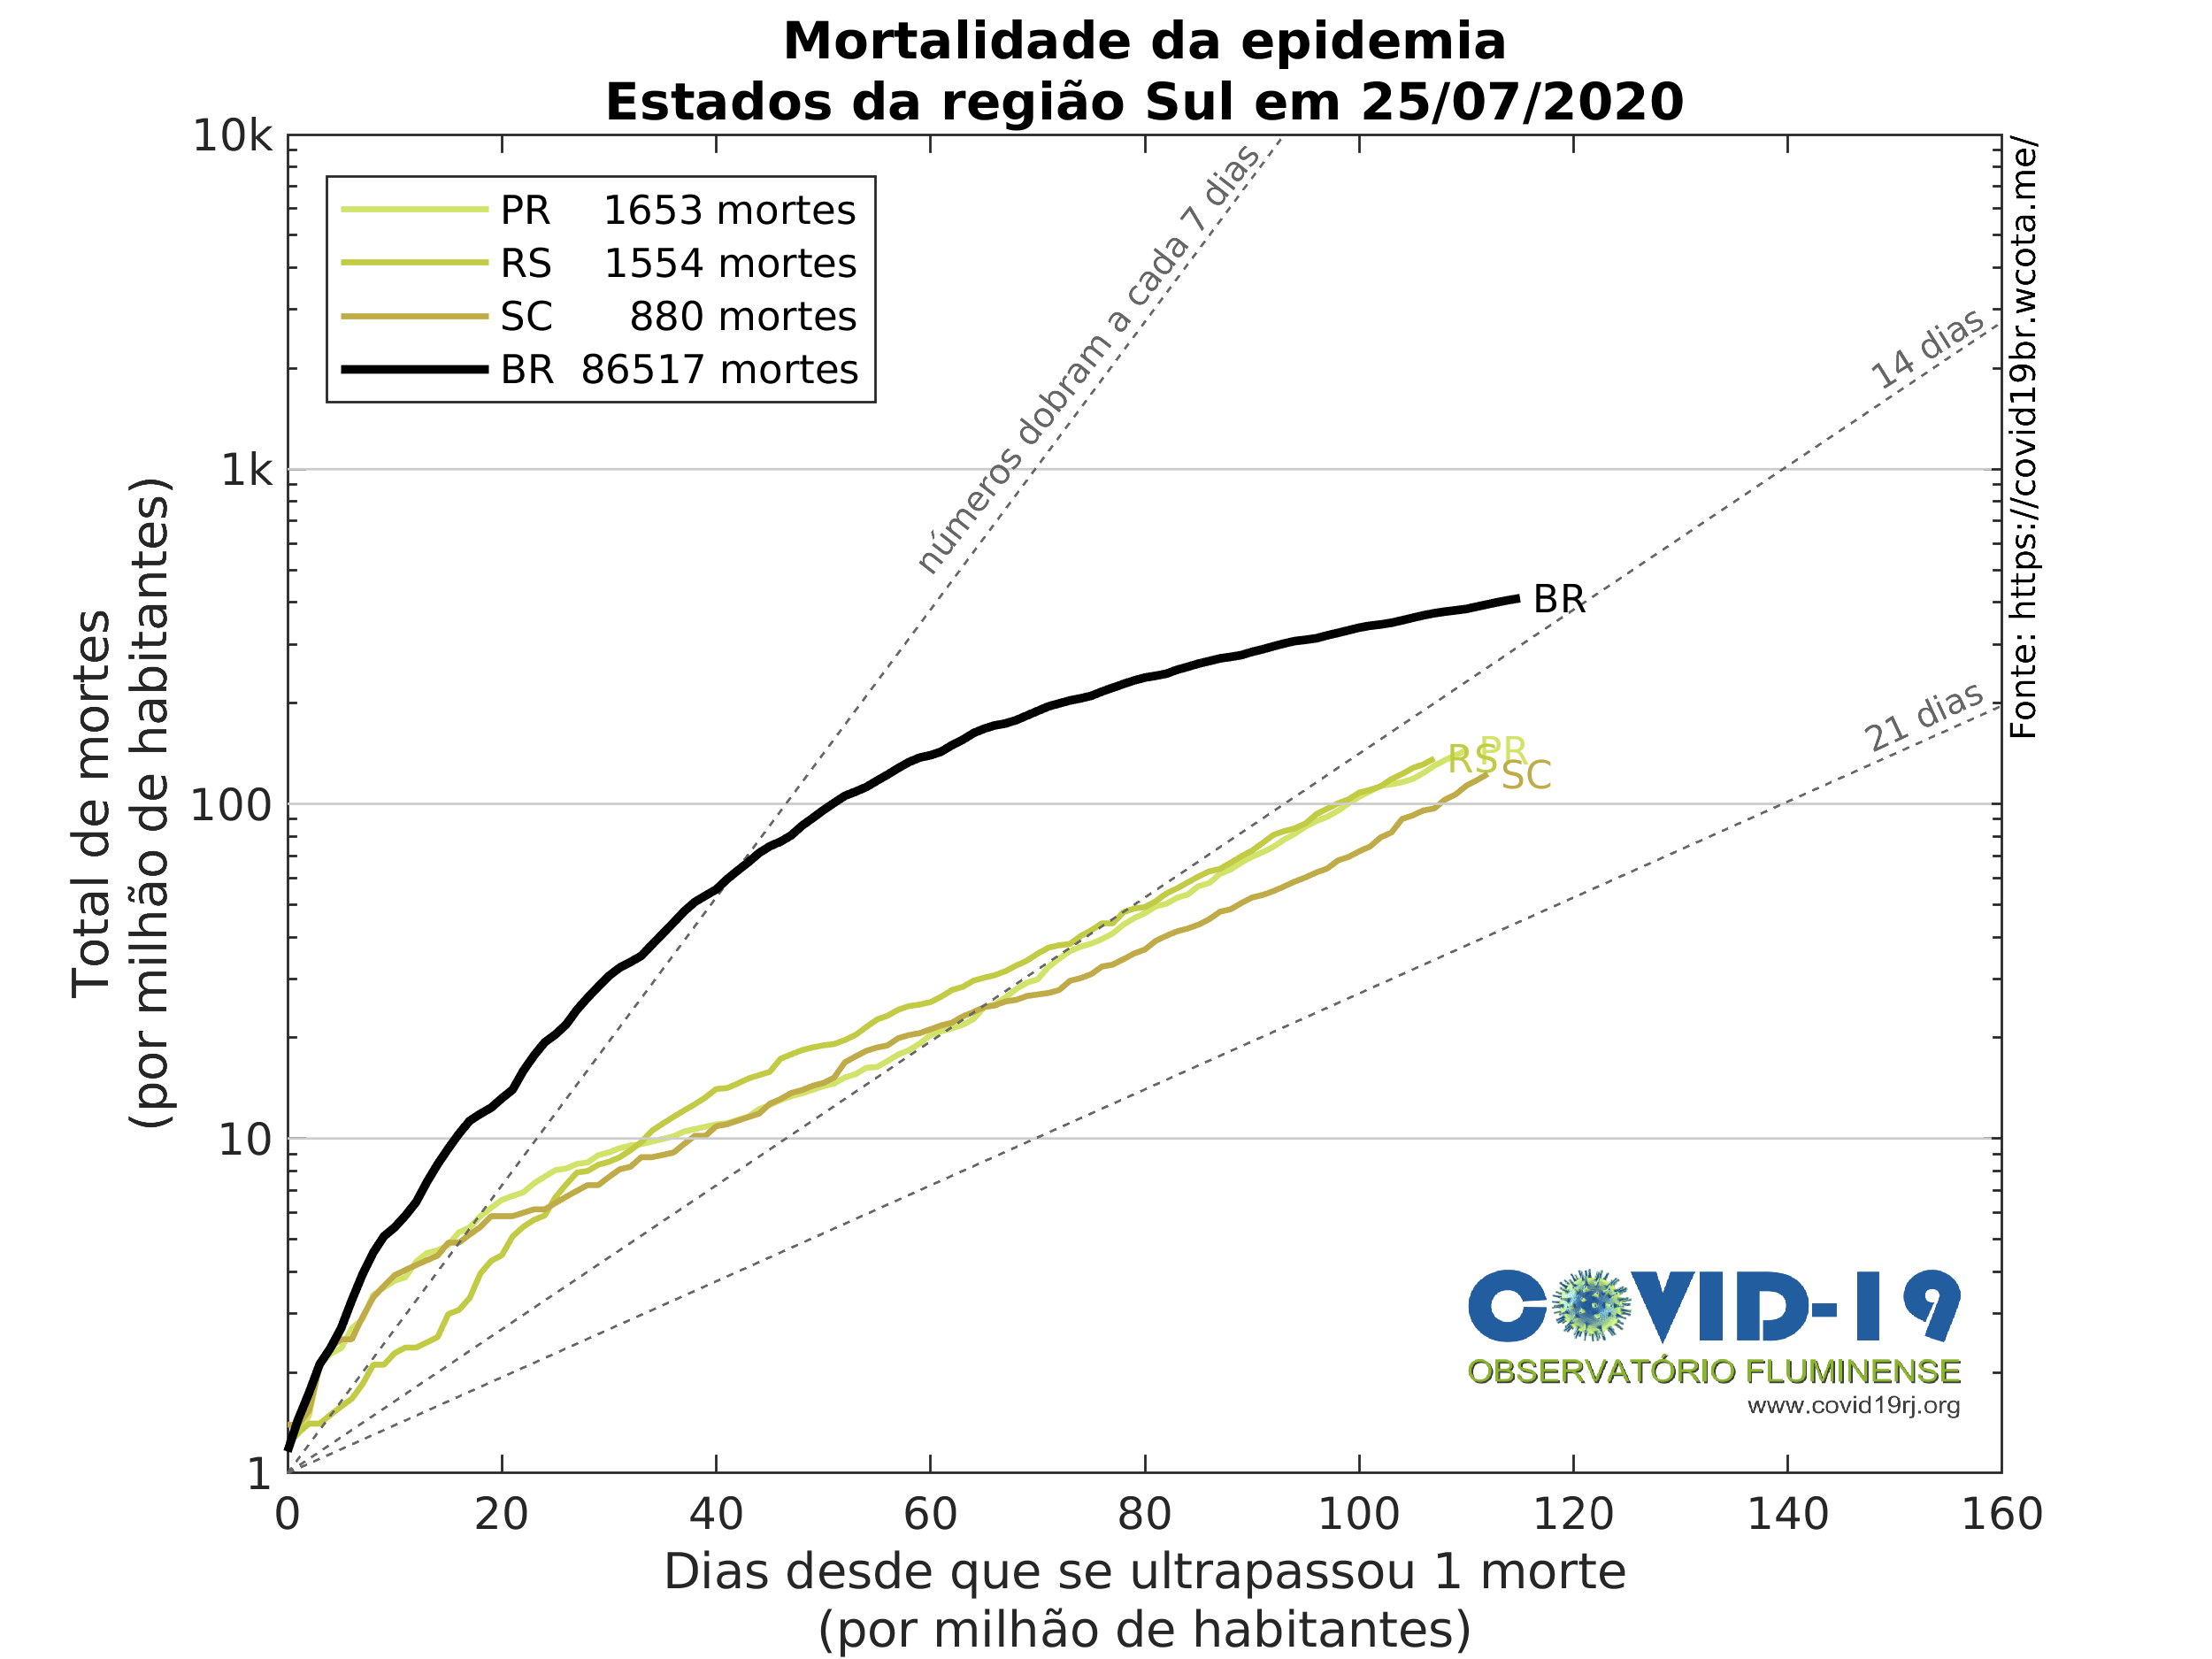 Mortalidade da epidemia
Estados da região Sul em 25/07/2020
10k
1k
100
10
1
Total de mortes
(por milhão de habitantes)
PR 1653 mortes
RS 1554 mortes
SC 880 mortes
BR 86517 mortes
números dobram a cada 7 dias
14 dias
21 dias
BR
RS
PR
SC
Fonte: https://covid19br.wcota.me/
COVID-19
OBSERVATÓRIO FLUMINENSE
www.covid19rj.org
0 20 40 60 80 100 120 140 160
Dias desde que se ultrapassou 1 morte
(por milhão de habitantes)